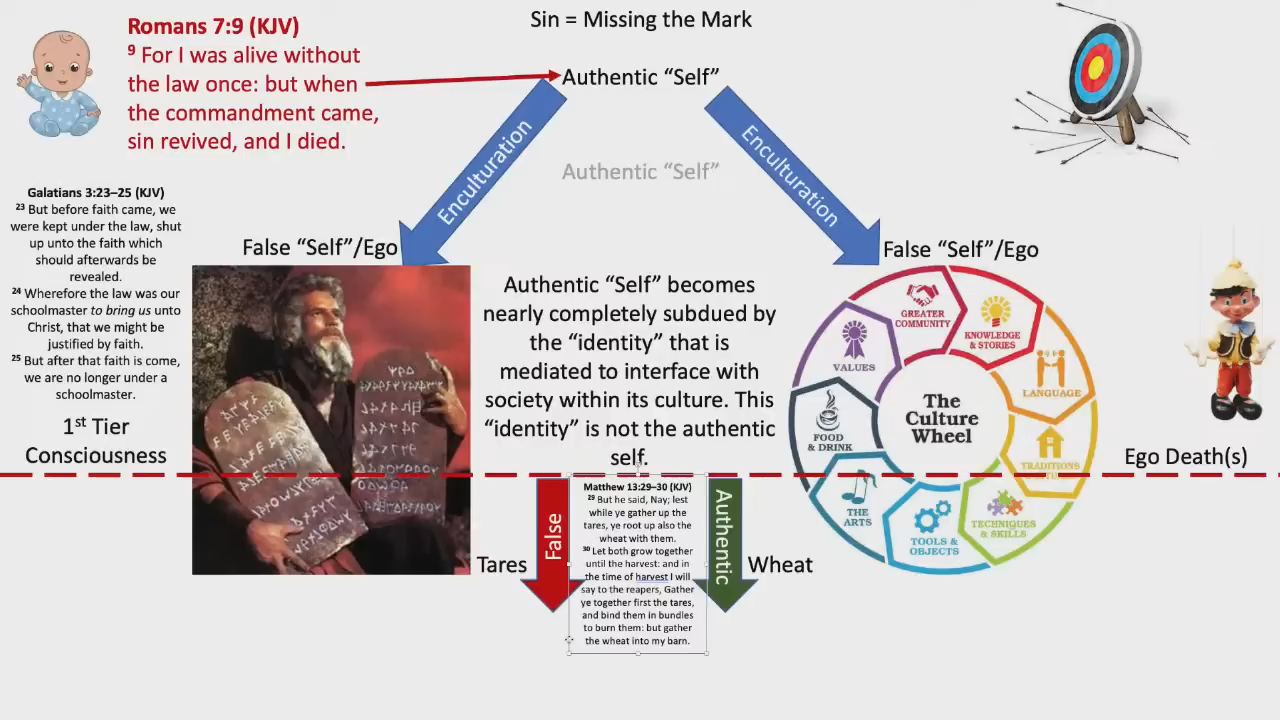 Sin = Missing the Mark
Romans 7:9 (KJV)
9 For I was alive without
the law once: but when
the commandment came,
sin revived, and I died.
Authentic “Self”
Enculturation
Enculturation
Authentic “Self”
Galatians 3:23–25 (KJV)
23 But before faith came, we
were kept under the law, shut
up unto the faith which
should afterwards be
revealed.
24 Wherefore the law was our
schoolmaster to bring us unto
Christ, that we might be
justified by faith.
25 But after that faith is come,
we are no longer under a
schoolmaster.
1st Tier
Consciousness
False “Self”/Ego
False “Self”/Ego
Authentic “Self” becomes
nearly completely subdued by
the “identity” that is
mediated to interface with
society within its culture. This
“identity” is not the authentic
self.
The
Culture
Wheel
GREATER
COMMUNITY
KNOWLEDGE
& STORIES
LANGUAGE
TRADITIONS
TECHNIQUES
& SKILLS
TOOLS &
OBJECTS
THE
ARTS
FOOD
& DRINK
VALUES
Ego Death(s)
Tares
False
Matthew 13:29–30 (KJV)
29 But he said, Nay; lest
while ye gather up the
tares, ye root up also the
wheat with them.
30 Let both grow together
until the harvest: and in
the time of harvest I will
say to the reapers, Gather
ye together first the tares,
and bind them in bundles
to burn them: but gather
the wheat into my barn.
Authentic
Wheat